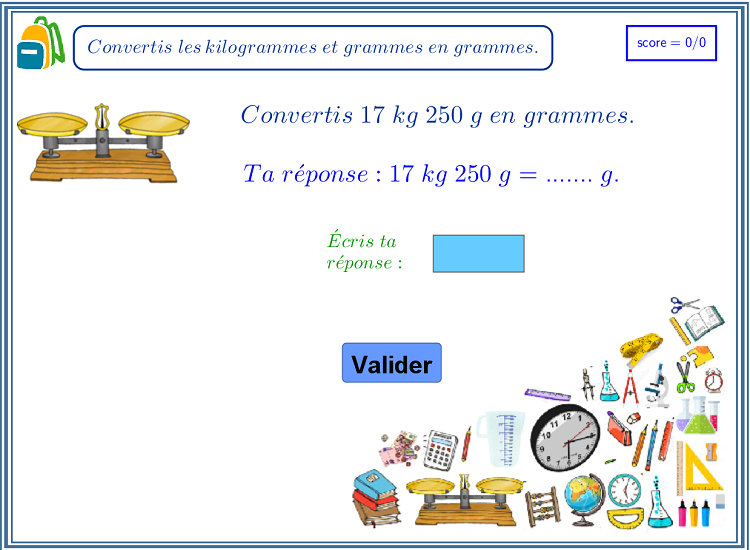 Convertis les kilogrammes et grammes en grammes.
score = 0/0
Convertis 17 kg 250 g en grammes.
Ta réponse : 17 kg 250 g = ....... g.
Écris ta
réponse :
Valider